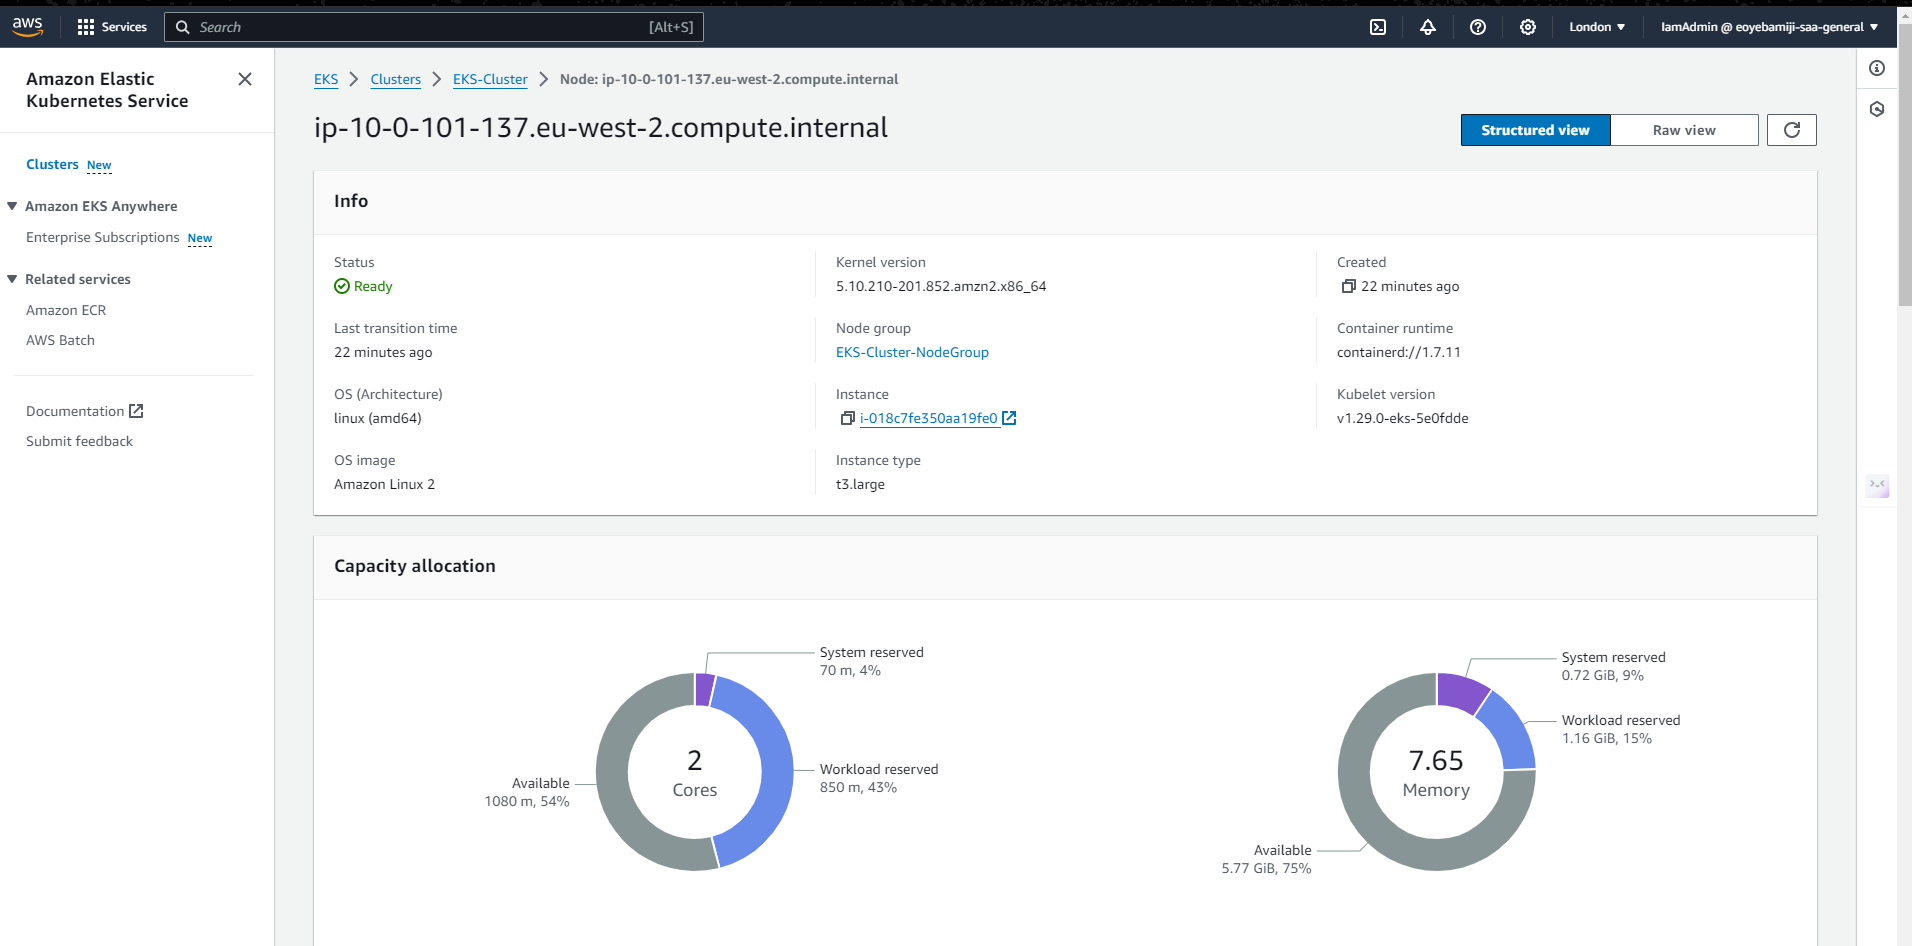 aws
Services
Search
[Alt+S]
London
IamAdmin @ eoyebamiji-saa-general
Amazon Elastic
Kubernetes Service
Clusters New
Amazon EKS Anywhere
Enterprise Subscriptions New
Related services
Amazon ECR
AWS Batch
Documentation
Submit feedback
EKS
Clusters
EKS-Cluster
Node: ip-10-0-101-137.eu-west-2.compute.internal
ip-10-0-101-137.eu-west-2.compute.internal
Structured view
Raw view
Info
Status
Ready
Last transition time
22 minutes ago
OS (Architecture)
linux (amd64)
OS image
Amazon Linux 2
Kernel version
5.10.210-201.852.amzn2.x86_64
Node group
EKS-Cluster-NodeGroup
Instance
i-018c7fe350aa19fe0
Instance type
t3.large
Created
22 minutes ago
Container runtime
containerd://1.7.11
Kubelet version
v1.29.0-eks-5e0fdde
Capacity allocation
System reserved
70 m, 4%
Workload reserved
850 m, 43%
Available
1080 m, 54%
2
Cores
System reserved
0.72 GiB, 9%
Workload reserved
1.16 GiB, 15%
Available
5.77 GiB, 75%
7.65
Memory